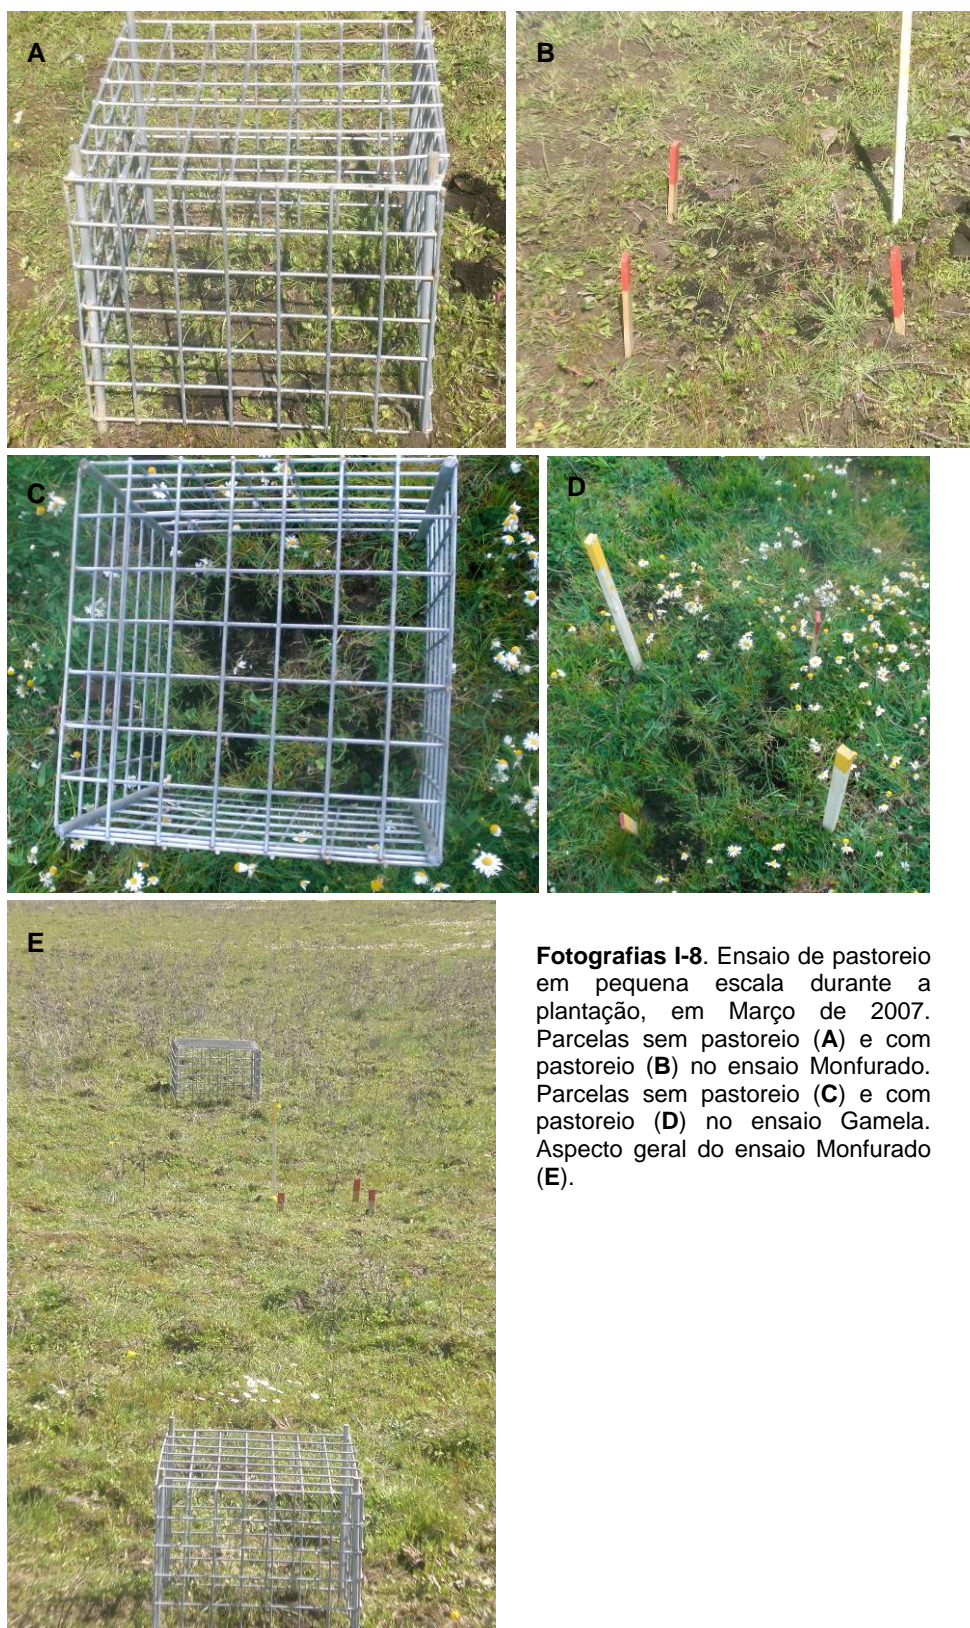 A
B
C
D
E
Fotografias I-8. Ensaio de pastoreio
em pequena escala durante a
plantação, em Março de 2007.
Parcelas sem pastoreio (A) e com
pastoreio (B) no ensaio Monfurado.
Parcelas sem pastoreio (C) e com
pastoreio (D) no ensaio Gamela.
Aspecto geral do ensaio Monfurado
(E).